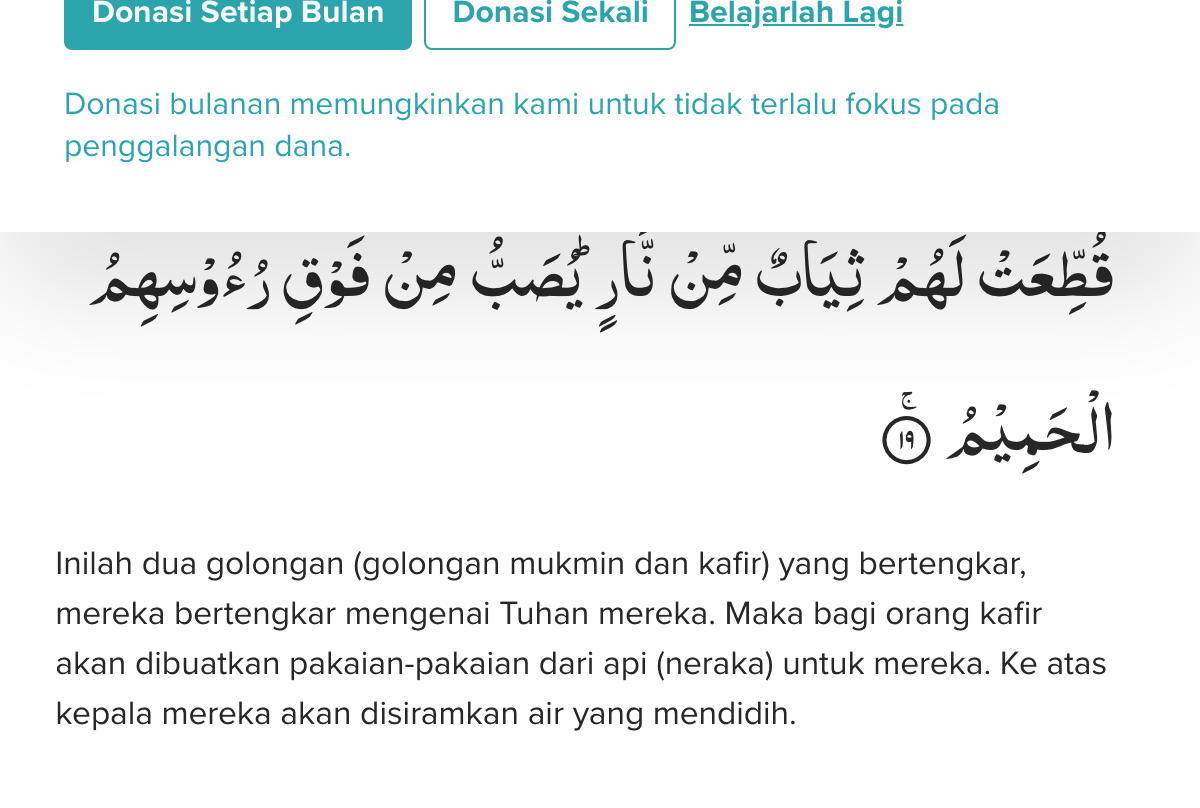 Donasi Setiap Bulan Donasi Sekali Belajarlah Lagi
Donasi bulanan memungkinkan kami untuk tidak terlalu fokus pada
penggalangan dana.
قُطِّعَتْ لَهُمْ ثِيَابٌ مِّنْ نَّارٍۗ يُصَبُّ مِنْ فَوْقِ رُءُوْسِهِمُ
الْحَمِيْمُ ۚ ١٩
Inilah dua golongan (golongan mukmin dan kafir) yang bertengkar,
mereka bertengkar mengenai Tuhan mereka. Maka bagi orang kafir
akan dibuatkan pakaian-pakaian dari api (neraka) untuk mereka. Ke atas
kepala mereka akan disiramkan air yang mendidih.